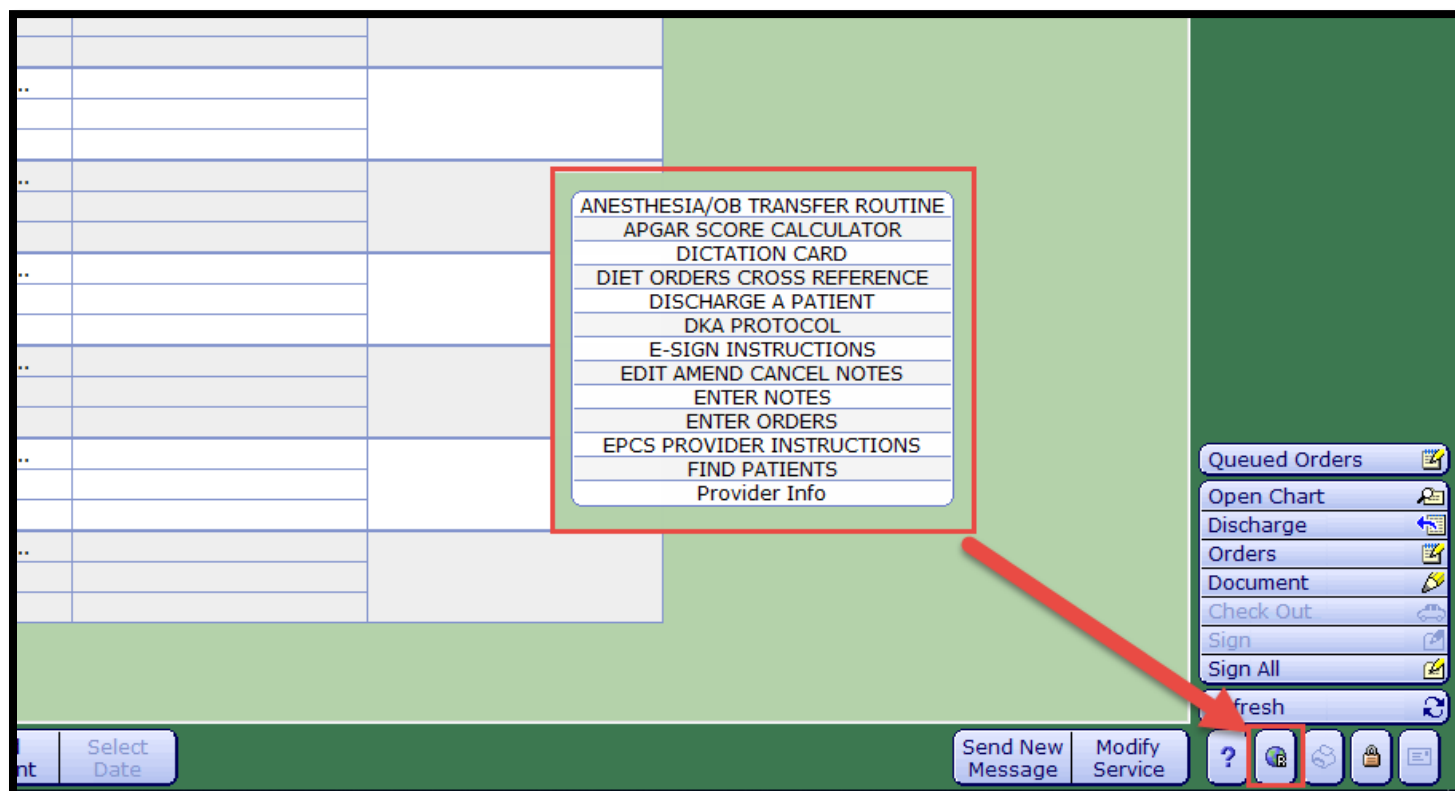 ..
..
..
..
..
..
ANESTHESIA/OB TRANSFER ROUTINE
APGAR SCORE CALCULATOR
DICTATION CARD
DIET ORDERS CROSS REFERENCE
DISCHARGE A PATIENT
DKA PROTOCOL
E-SIGN INSTRUCTIONS
EDIT AMEND CANCEL NOTES
ENTER NOTES
ENTER ORDERS
EPCS PROVIDER INSTRUCTIONS
FIND PATIENTS
Provider Info
Queued Orders
Open Chart
Discharge
Orders
Document
Check Out
Sign
Sign All
fresh
nt
Select
Date
Send New
Message
Modify
Service
?